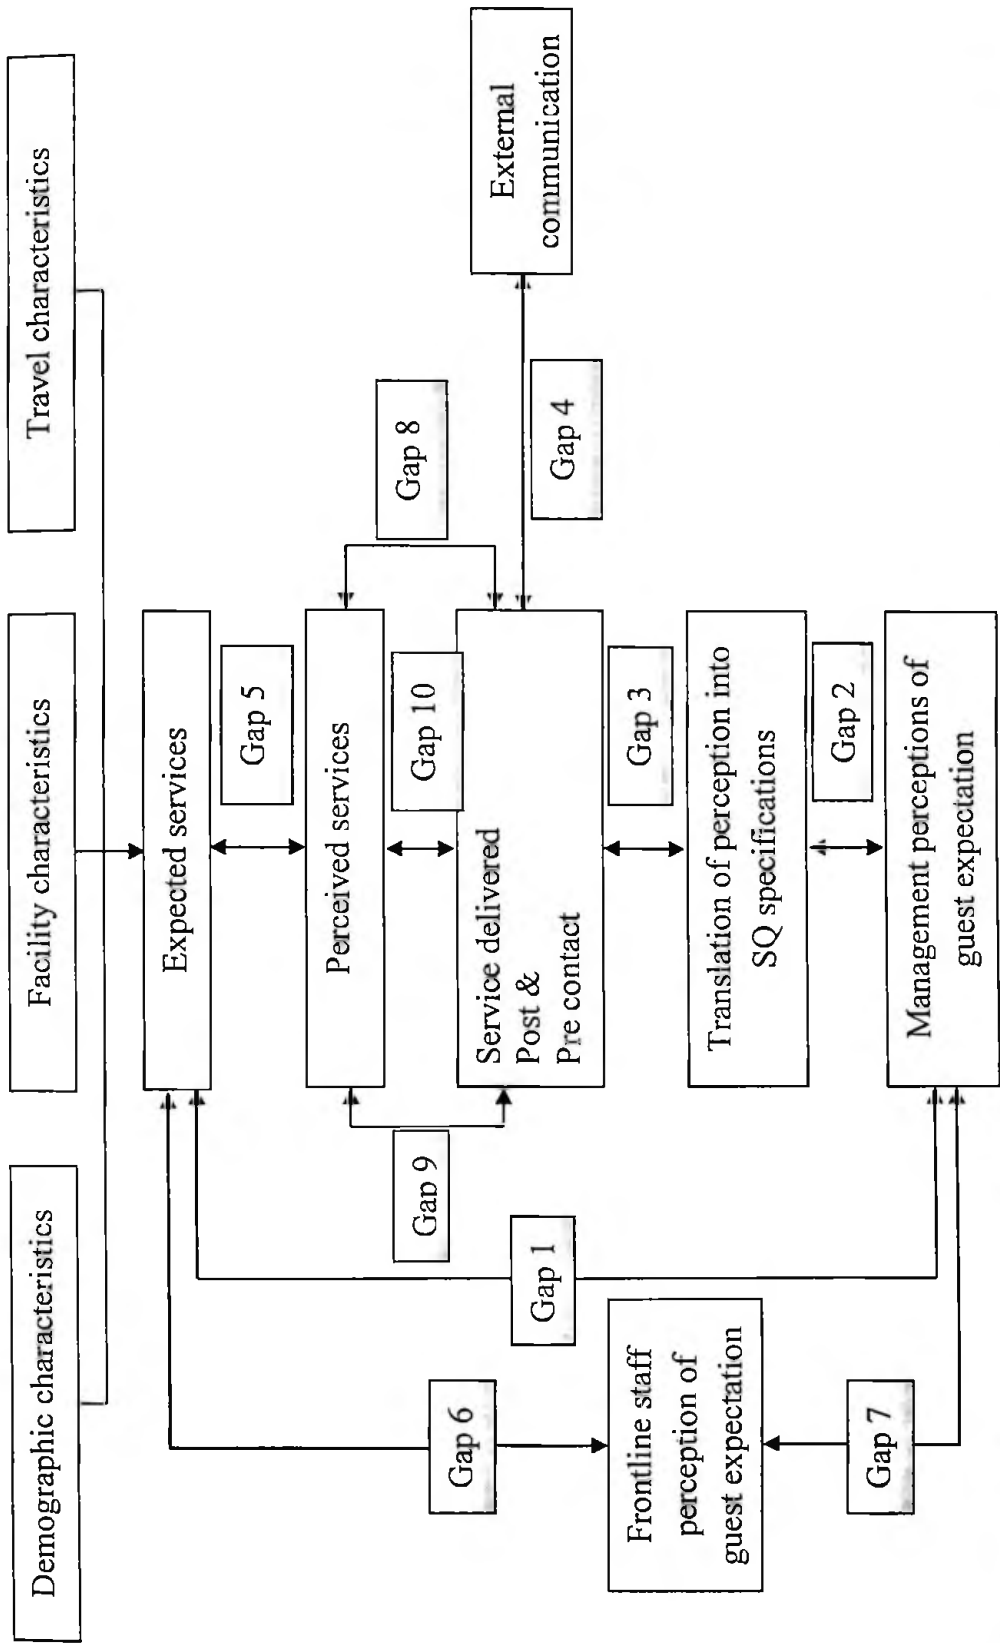 Demographic characteristics
Facility characteristics
Travel characteristics
Expected services
Gap 5
Perceived services
Gap 8
Gap 9
Gap 10
Service delivered
Post &
Pre contact
External
communication
Gap 4
Gap 1
Gap 6
Gap 3
Frontline staff
perception of
guest expectation
Translation of perception into
SQ specifications
Gap 7
Gap 2
Management perceptions of
guest expectation